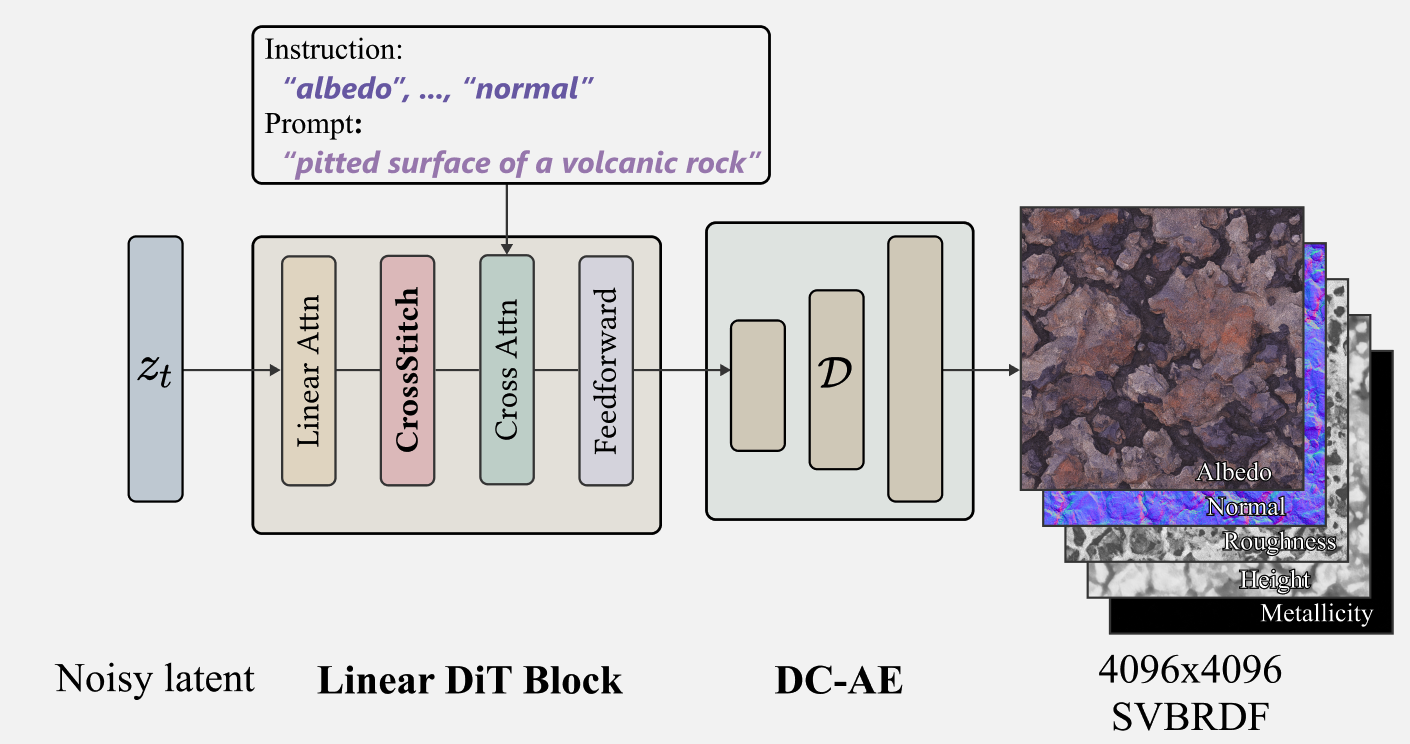 Instruction:
“albedo”, ..., “normal”
Prompt:
“pitted surface of a volcanic rock”
z_t
Linear Attn
CrossStitch
Cross Attn
Feedforward
𝒟
Albedo
Normal
Roughness
Height
Metallicity
Noisy latent
Linear DiT Block
DC-AE
4096x4096
SVBRDF